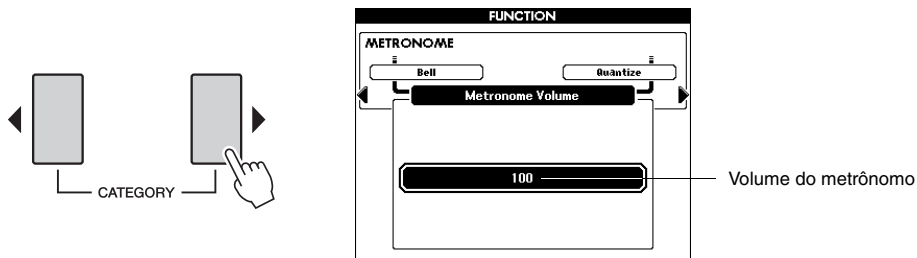 FUNCTION
METRONOME
Bell
Quantize
Metronome Volume
100
Volume do metrônomo
CATEGORY